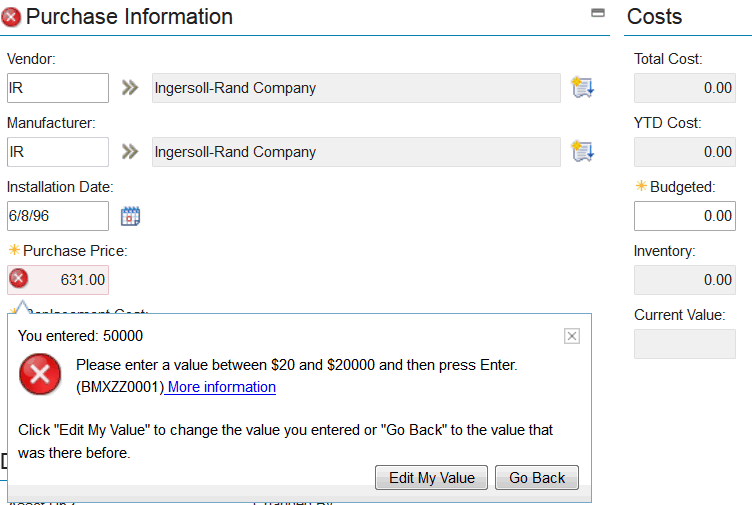 Purchase Information
Vendor:
IR
Ingersoll-Rand Company
Manufacturer:
IR
Ingersoll-Rand Company
Installation Date:
6/8/96
Purchase Price:
631.00
Replacement Cost:
You entered: 50000
Please enter a value between $20 and $20000 and then press Enter.
(BMXZZ0001) More information
Click "Edit My Value" to change the value you entered or "Go Back" to the value that
was there before.
Edit My Value Go Back
Costs
Total Cost:
0.00
YTD Cost:
0.00
Budgeted:
0.00
Inventory:
0.00
Current Value: